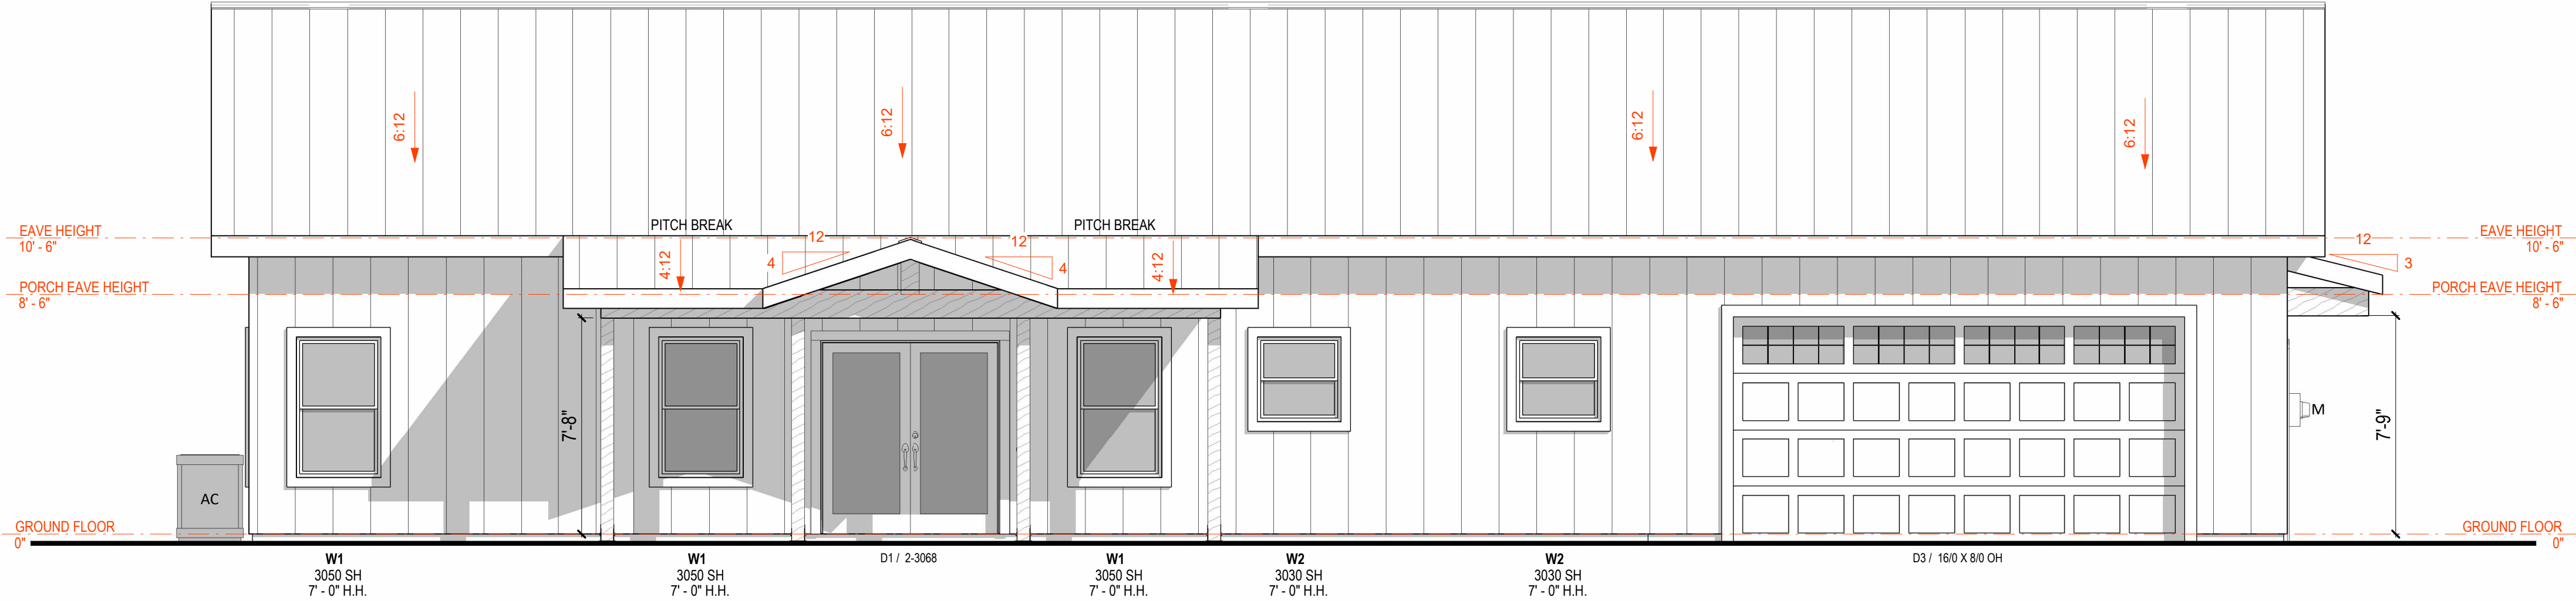 6:12
6:12
6:12
6:12
PITCH BREAK
PITCH BREAK
EAVE HEIGHT
10' - 6"
12
12
12
EAVE HEIGHT
10' - 6"
4
4:12
4
4:12
3
PORCH EAVE HEIGHT
8' - 6"
PORCH EAVE HEIGHT
8' - 6"
7'-8"
7'-9"
M
AC
GROUND FLOOR
0"
GROUND FLOOR
0"
W1
3050 SH
7' - 0" H.H.
W1
3050 SH
7' - 0" H.H.
D1 / 2-3068
W1
3050 SH
7' - 0" H.H.
W2
3030 SH
7' - 0" H.H.
W2
3030 SH
7' - 0" H.H.
D3 / 16/0 X 8/0 OH